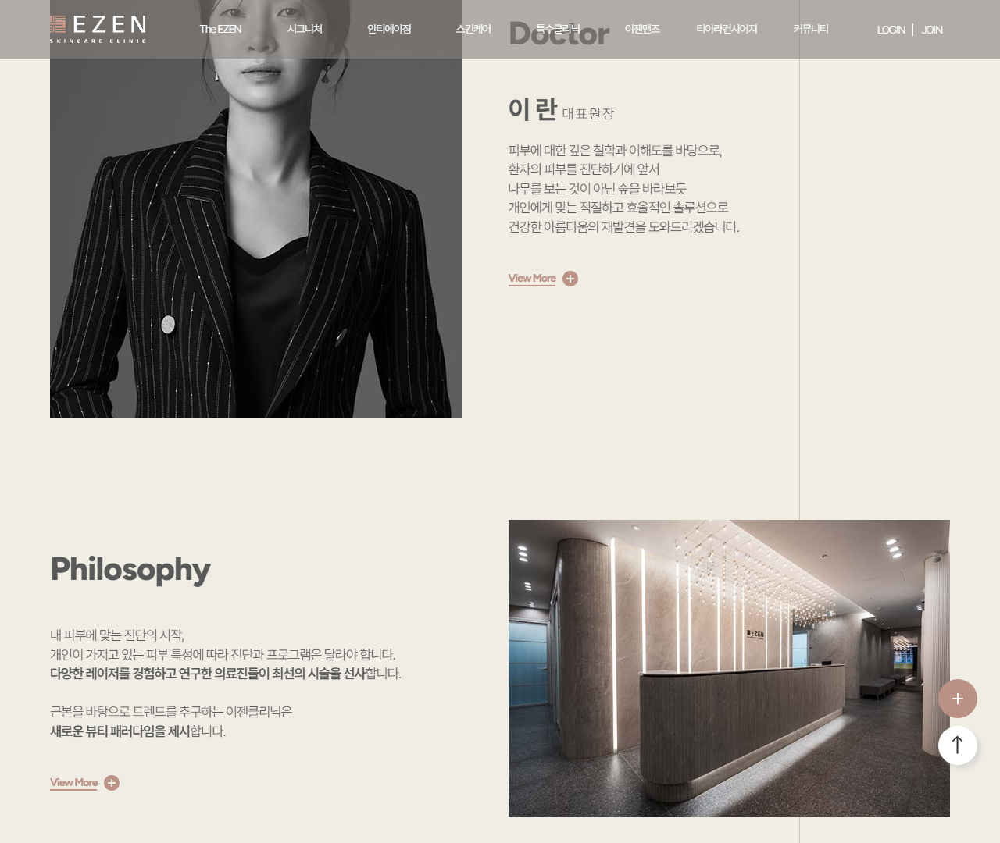 EZEN
SKINCARE CLINIC
The EZEN
시그니처
안티에이징
스킨케어
특수클리닉
이젠맨즈
티아라컨시어지
커뮤니티
LOGIN
JOIN
Doctor
이 란 대표원장
피부에 대한 깊은 철학과 이해도를 바탕으로,
환자의 피부를 진단하기에 앞서
나무를 보는 것이 아닌 숲을 바라보듯
개인에게 맞는 적절하고 효율적인 솔루션으로
건강한 아름다움의 재발견을 도와드리겠습니다.
View More
Philosophy
내 피부에 맞는 진단의 시작,
개인이 가지고 있는 피부 특성에 따라 진단과 프로그램은 달라야 합니다.
다양한 레이저를 경험하고 연구한 의료진들이 최선의 시술을 선사합니다.
근본을 바탕으로 트렌드를 추구하는 이젠클리닉은
새로운 뷰티 패러다임을 제시합니다.
View More
EZEN